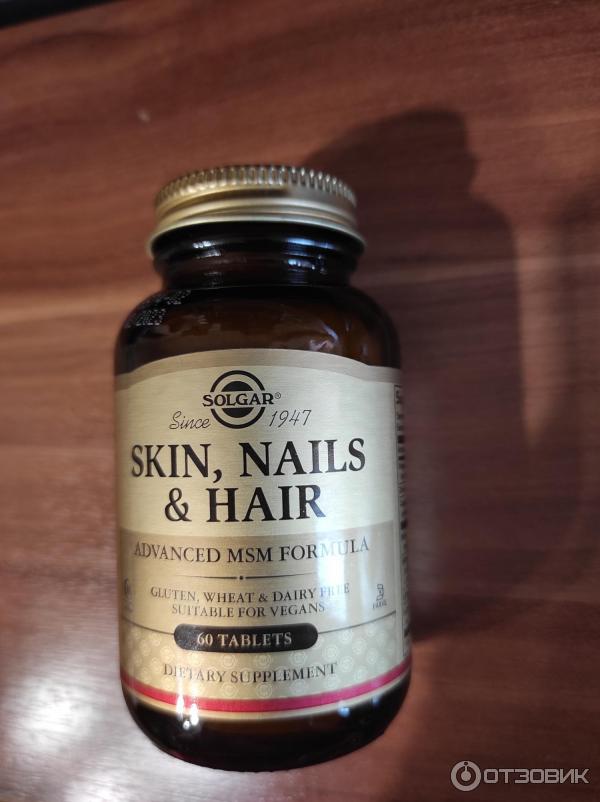 SOLGAR®
Since 1947
SKIN, NAILS
& HAIR
ADVANCED MSM FORMULA
GLUTEN, WHEAT & DAIRY FREE
SUITABLE FOR VEGANS
60 TABLETS
DIETARY SUPPLEMENT
ОТЗОВИК